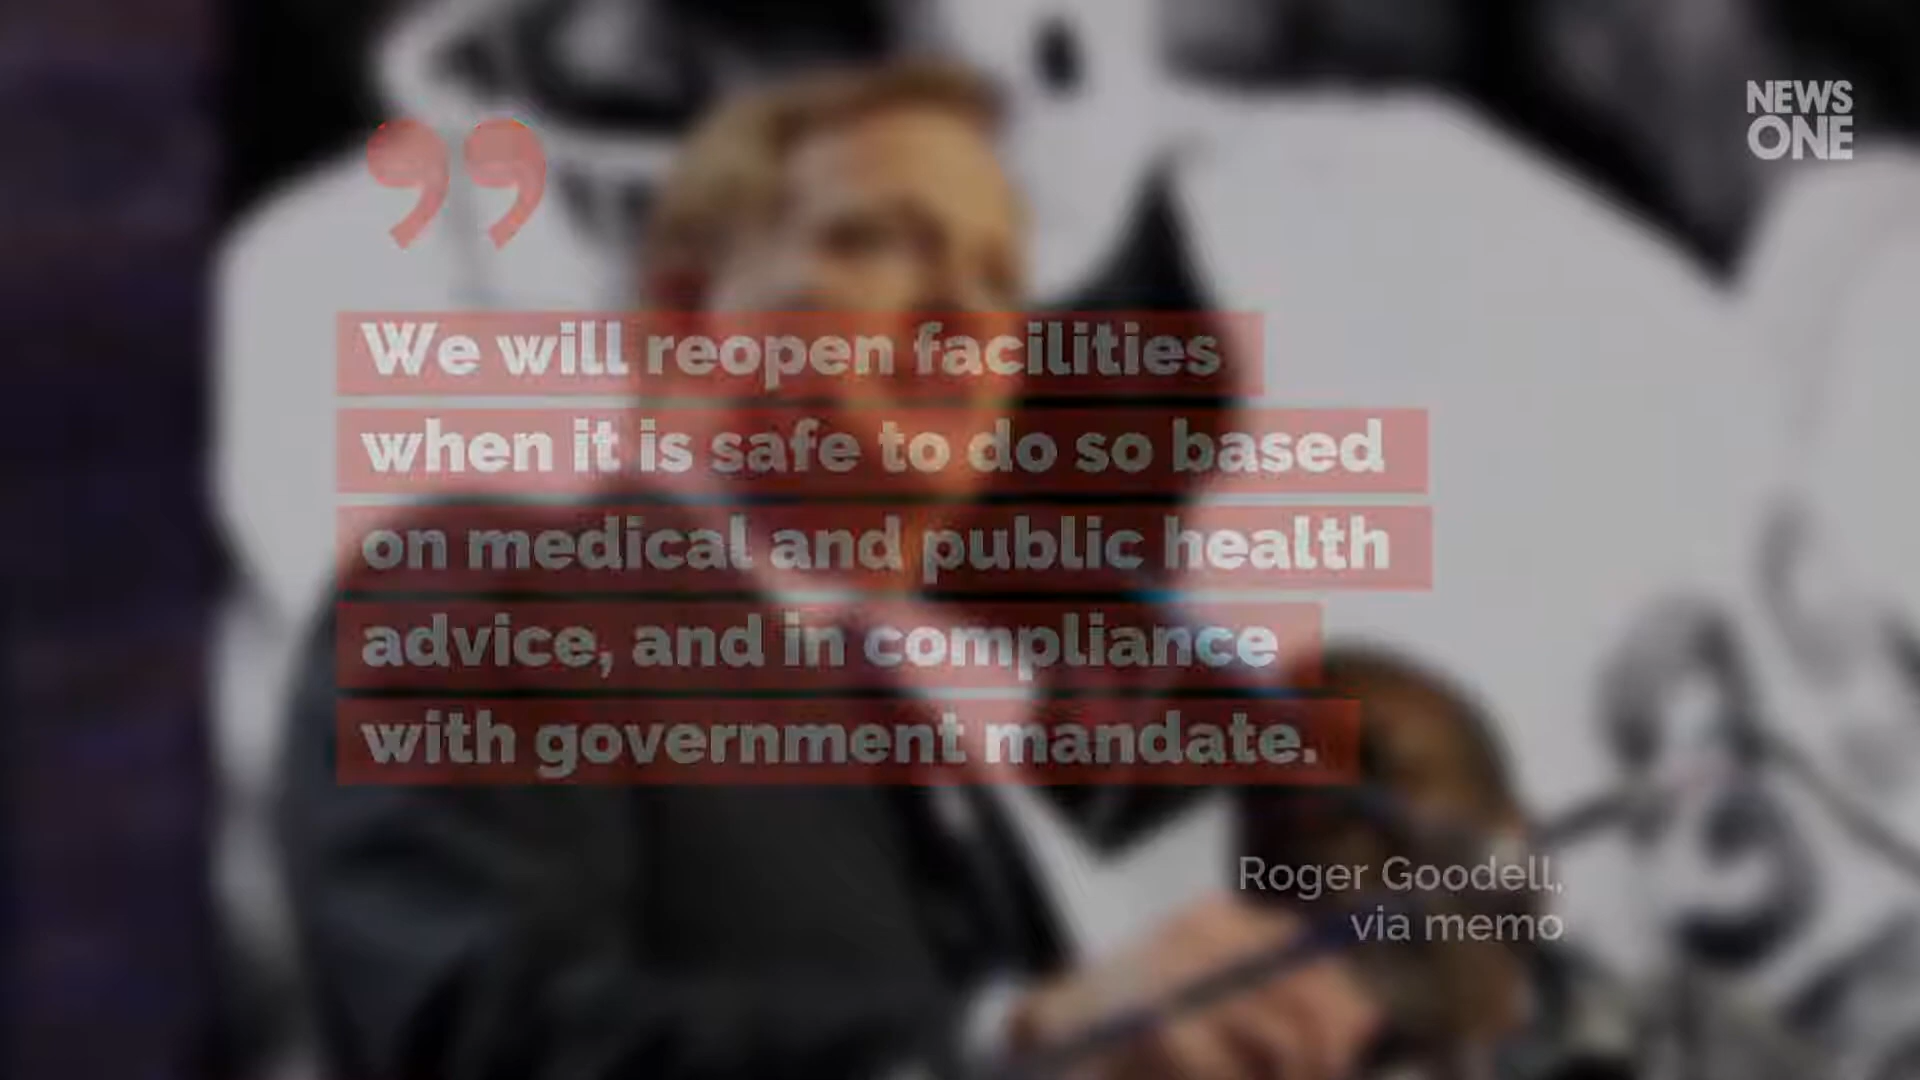 NEWS
ONE
”
We will reopen facilities
when it is safe to do so based
on medical and public health
advice, and in compliance
with government mandate.
Roger Goodell,
via memo